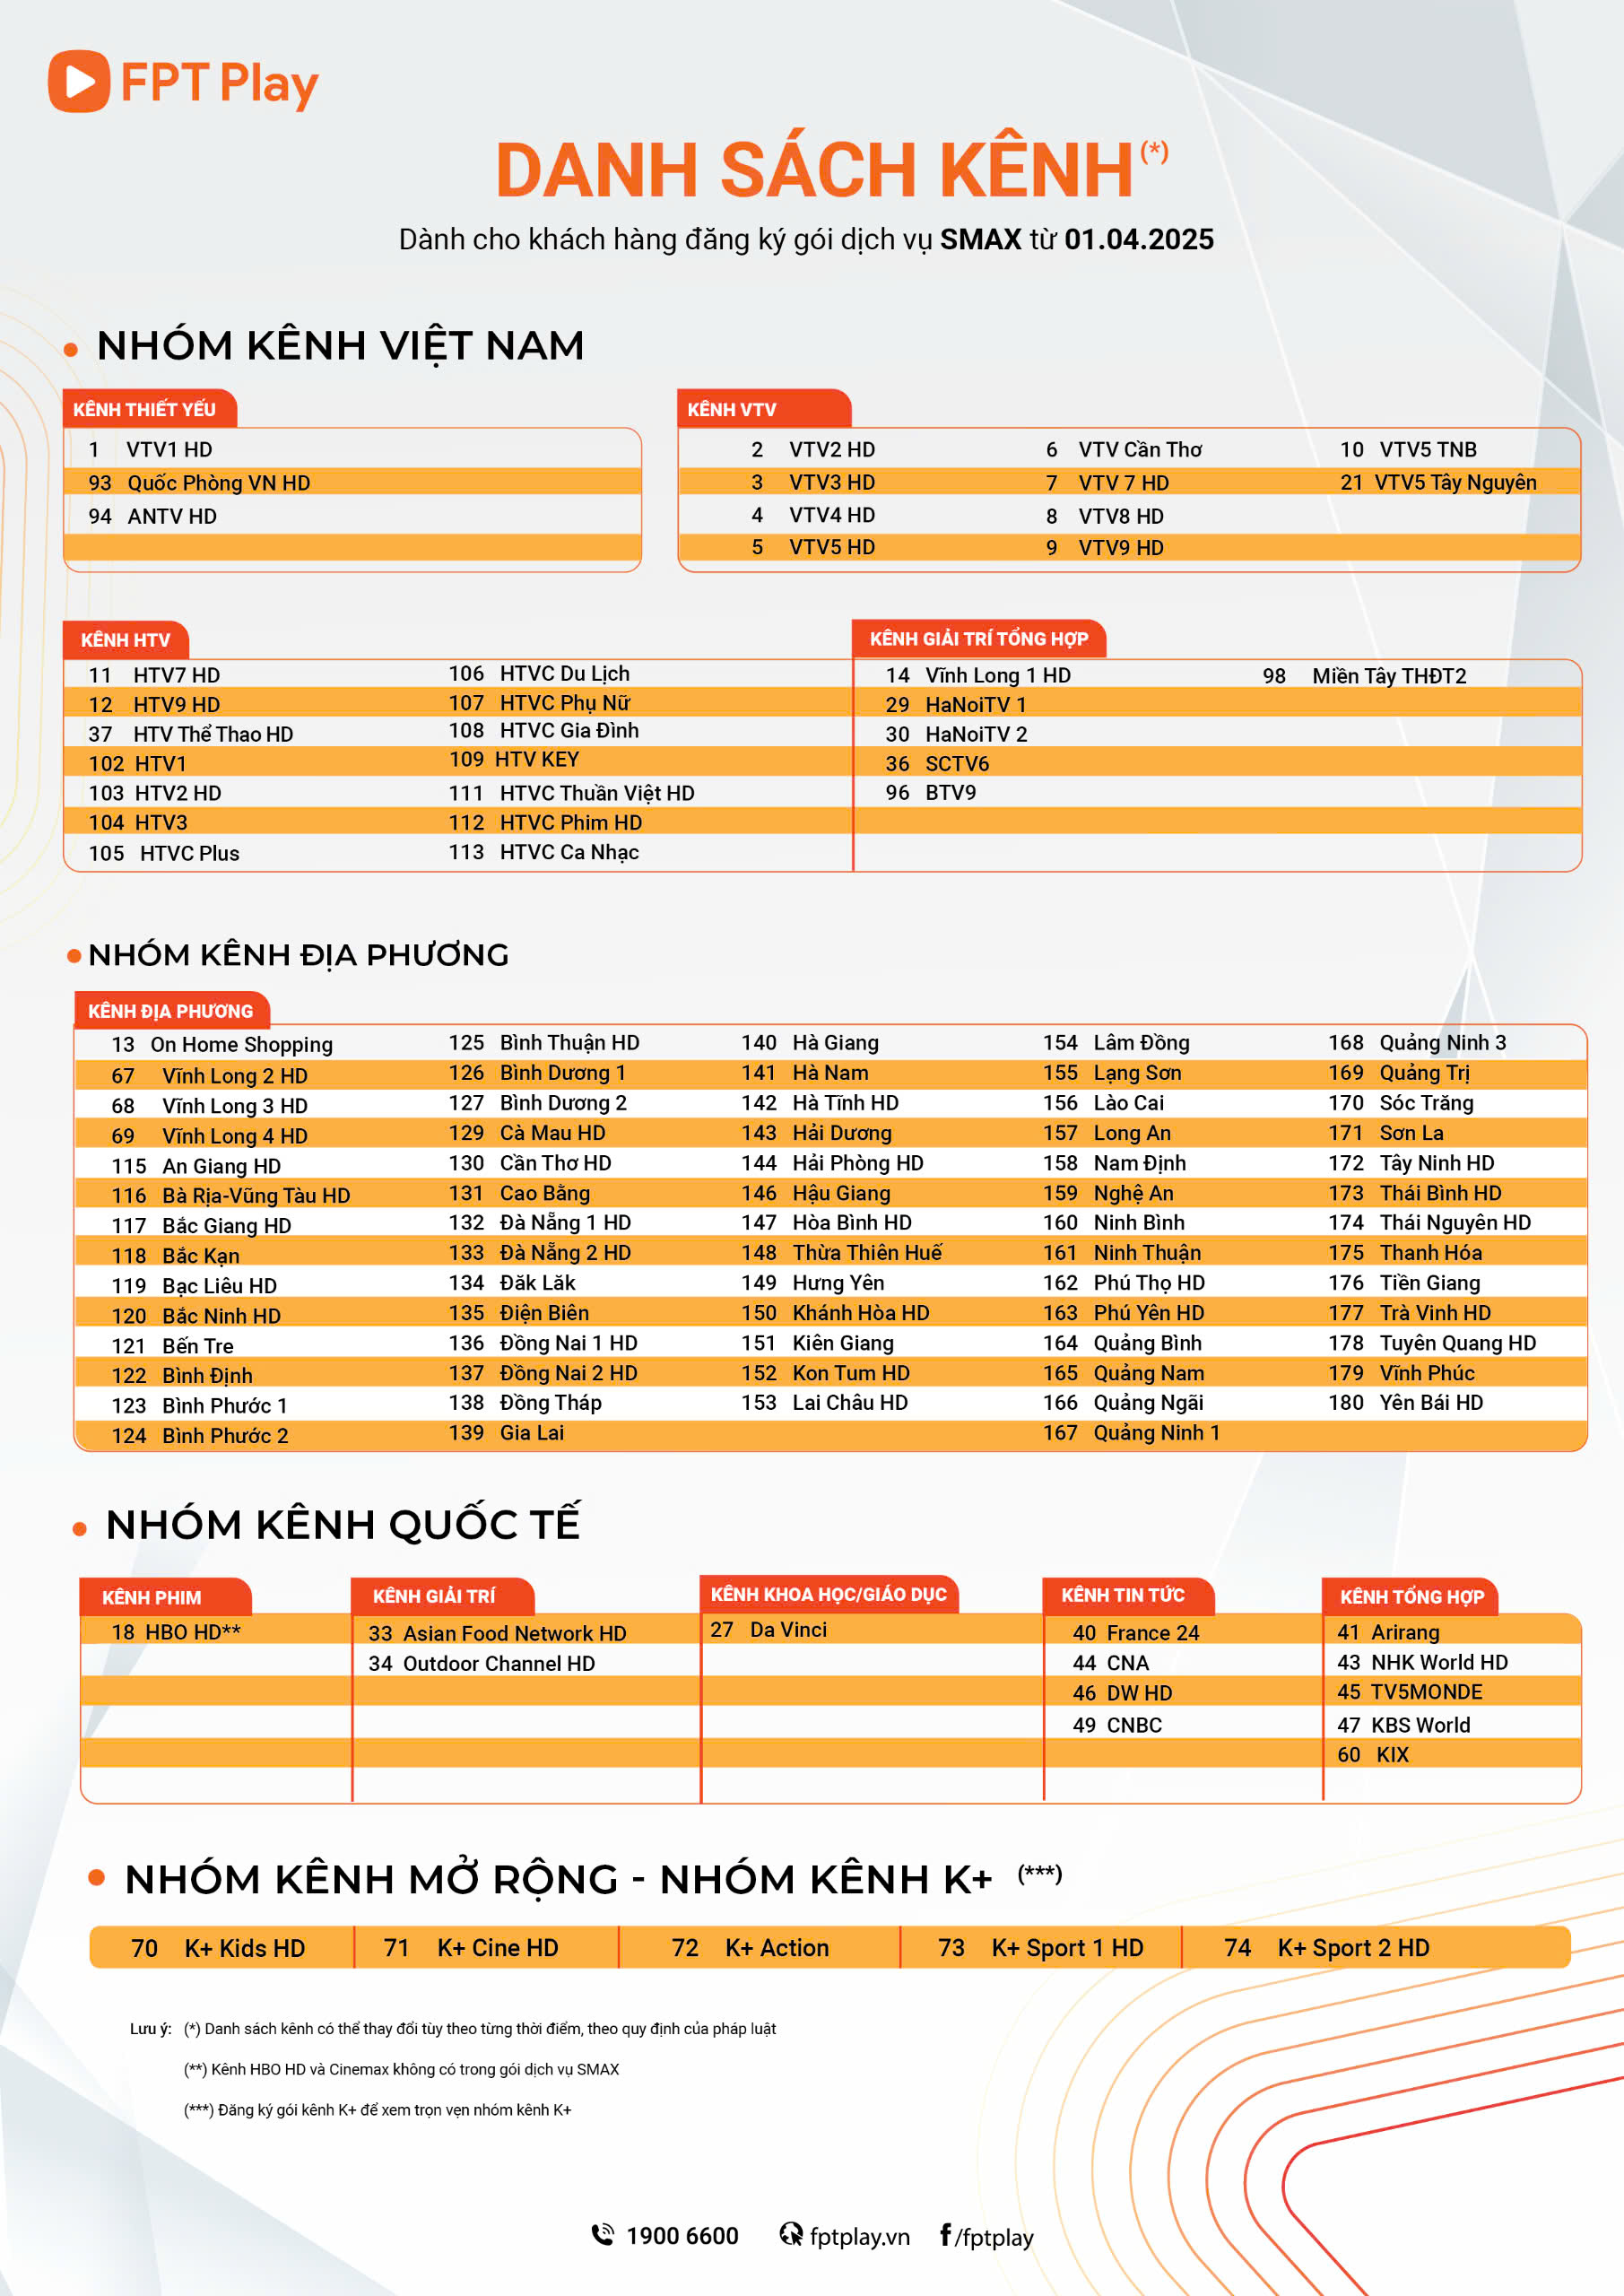 FPT Play
DANH SÁCH KÊNH(*)
Dành cho khách hàng đăng ký gói dịch vụ SMAX từ 01.04.2025
NHÓM KÊNH VIỆT NAM
KÊNH THIẾT YẾU
1 VTV1 HD
93 Quốc Phòng VN HD
94 ANTV HD
KÊNH VTV
2 VTV2 HD
3 VTV3 HD
4 VTV4 HD
5 VTV5 HD
6 VTV Cần Thơ
7 VTV 7 HD
8 VTV8 HD
9 VTV9 HD
10 VTV5 TNB
21 VTV5 Tây Nguyên
KÊNH HTV
11 HTV7 HD
12 HTV9 HD
37 HTV Thể Thao HD
102 HTV1
103 HTV2 HD
104 HTV3
105 HTVC Plus
106 HTVC Du Lịch
107 HTVC Phụ Nữ
108 HTVC Gia Đình
109 HTV KEY
111 HTVC Thuần Việt HD
112 HTVC Phim HD
113 HTVC Ca Nhạc
KÊNH GIẢI TRÍ TỔNG HỢP
14 Vĩnh Long 1 HD
29 HaNoiTV 1
30 HaNoiTV 2
36 SCTV6
96 BTV9
98 Miền Tây THĐT2
NHÓM KÊNH ĐỊA PHƯƠNG
KÊNH ĐỊA PHƯƠNG
13 On Home Shopping
67 Vĩnh Long 2 HD
68 Vĩnh Long 3 HD
69 Vĩnh Long 4 HD
115 An Giang HD
116 Bà Rịa-Vũng Tàu HD
117 Bắc Giang HD
118 Bắc Kạn
119 Bạc Liêu HD
120 Bắc Ninh HD
121 Bến Tre
122 Bình Định
123 Bình Phước 1
124 Bình Phước 2
125 Bình Thuận HD
126 Bình Dương 1
127 Bình Dương 2
129 Cà Mau HD
130 Cần Thơ HD
131 Cao Bằng
132 Đà Nẵng 1 HD
133 Đà Nẵng 2 HD
134 Đăk Lăk
135 Điện Biên
136 Đồng Nai 1 HD
137 Đồng Nai 2 HD
138 Đồng Tháp
139 Gia Lai
140 Hà Giang
141 Hà Nam
142 Hà Tĩnh HD
143 Hải Dương
144 Hải Phòng HD
146 Hậu Giang
147 Hòa Bình HD
148 Thừa Thiên Huế
149 Hưng Yên
150 Khánh Hòa HD
151 Kiên Giang
152 Kon Tum HD
153 Lai Châu HD
154 Lâm Đồng
155 Lạng Sơn
156 Lào Cai
157 Long An
158 Nam Định
159 Nghệ An
160 Ninh Bình
161 Ninh Thuận
162 Phú Thọ HD
163 Phú Yên HD
164 Quảng Bình
165 Quảng Nam
166 Quảng Ngãi
167 Quảng Ninh 1
168 Quảng Ninh 3
169 Quảng Trị
170 Sóc Trăng
171 Sơn La
172 Tây Ninh HD
173 Thái Bình HD
174 Thái Nguyên HD
175 Thanh Hóa
176 Tiền Giang
177 Trà Vinh HD
178 Tuyên Quang HD
179 Vĩnh Phúc
180 Yên Bái HD
NHÓM KÊNH QUỐC TẾ
KÊNH PHIM
18 HBO HD**
KÊNH GIẢI TRÍ
33 Asian Food Network HD
34 Outdoor Channel HD
KÊNH KHOA HỌC/GIÁO DỤC
27 Da Vinci
KÊNH TIN TỨC
40 France 24
44 CNA
46 DW HD
49 CNBC
KÊNH TỔNG HỢP
41 Arirang
43 NHK World HD
45 TV5MONDE
47 KBS World
60 KIX
NHÓM KÊNH MỞ RỘNG - NHÓM KÊNH K+ (***)
70 K+ Kids HD
71 K+ Cine HD
72 K+ Action
73 K+ Sport 1 HD
74 K+ Sport 2 HD
Lưu ý: (*) Danh sách kênh có thể thay đổi tùy theo từng thời điểm, theo quy định của pháp luật
(**) Kênh HBO HD và Cinemax không có trong gói dịch vụ SMAX
(***) Đăng ký gói kênh K+ để xem trọn vẹn nhóm kênh K+
1900 6600 fptplay.vn f/fptplay